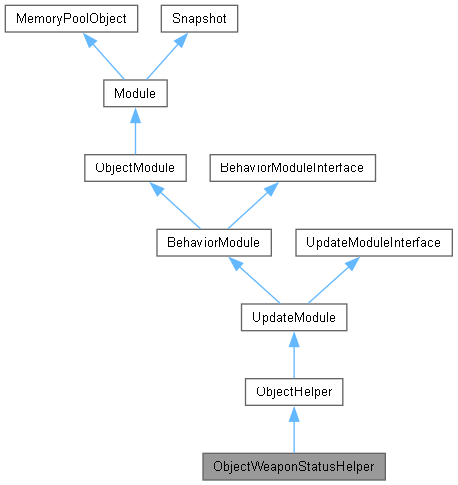 MemoryPoolObject
Snapshot
Module
ObjectModule
BehaviorModuleInterface
BehaviorModule
UpdateModuleInterface
UpdateModule
ObjectHelper
ObjectWeaponStatusHelper